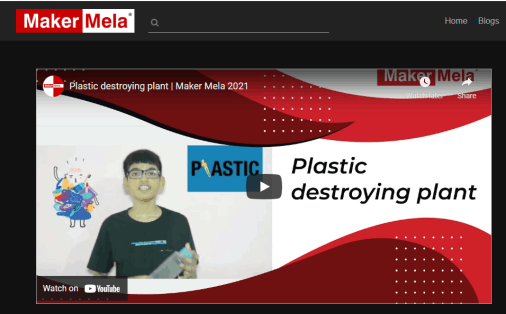 Maker Mela
Home Blogs
Plastic destroying plant | Maker Mela 2021
Maker Mela
Watch later
Share
PLASTIC
Plastic
destroying plant
Watch on YouTube